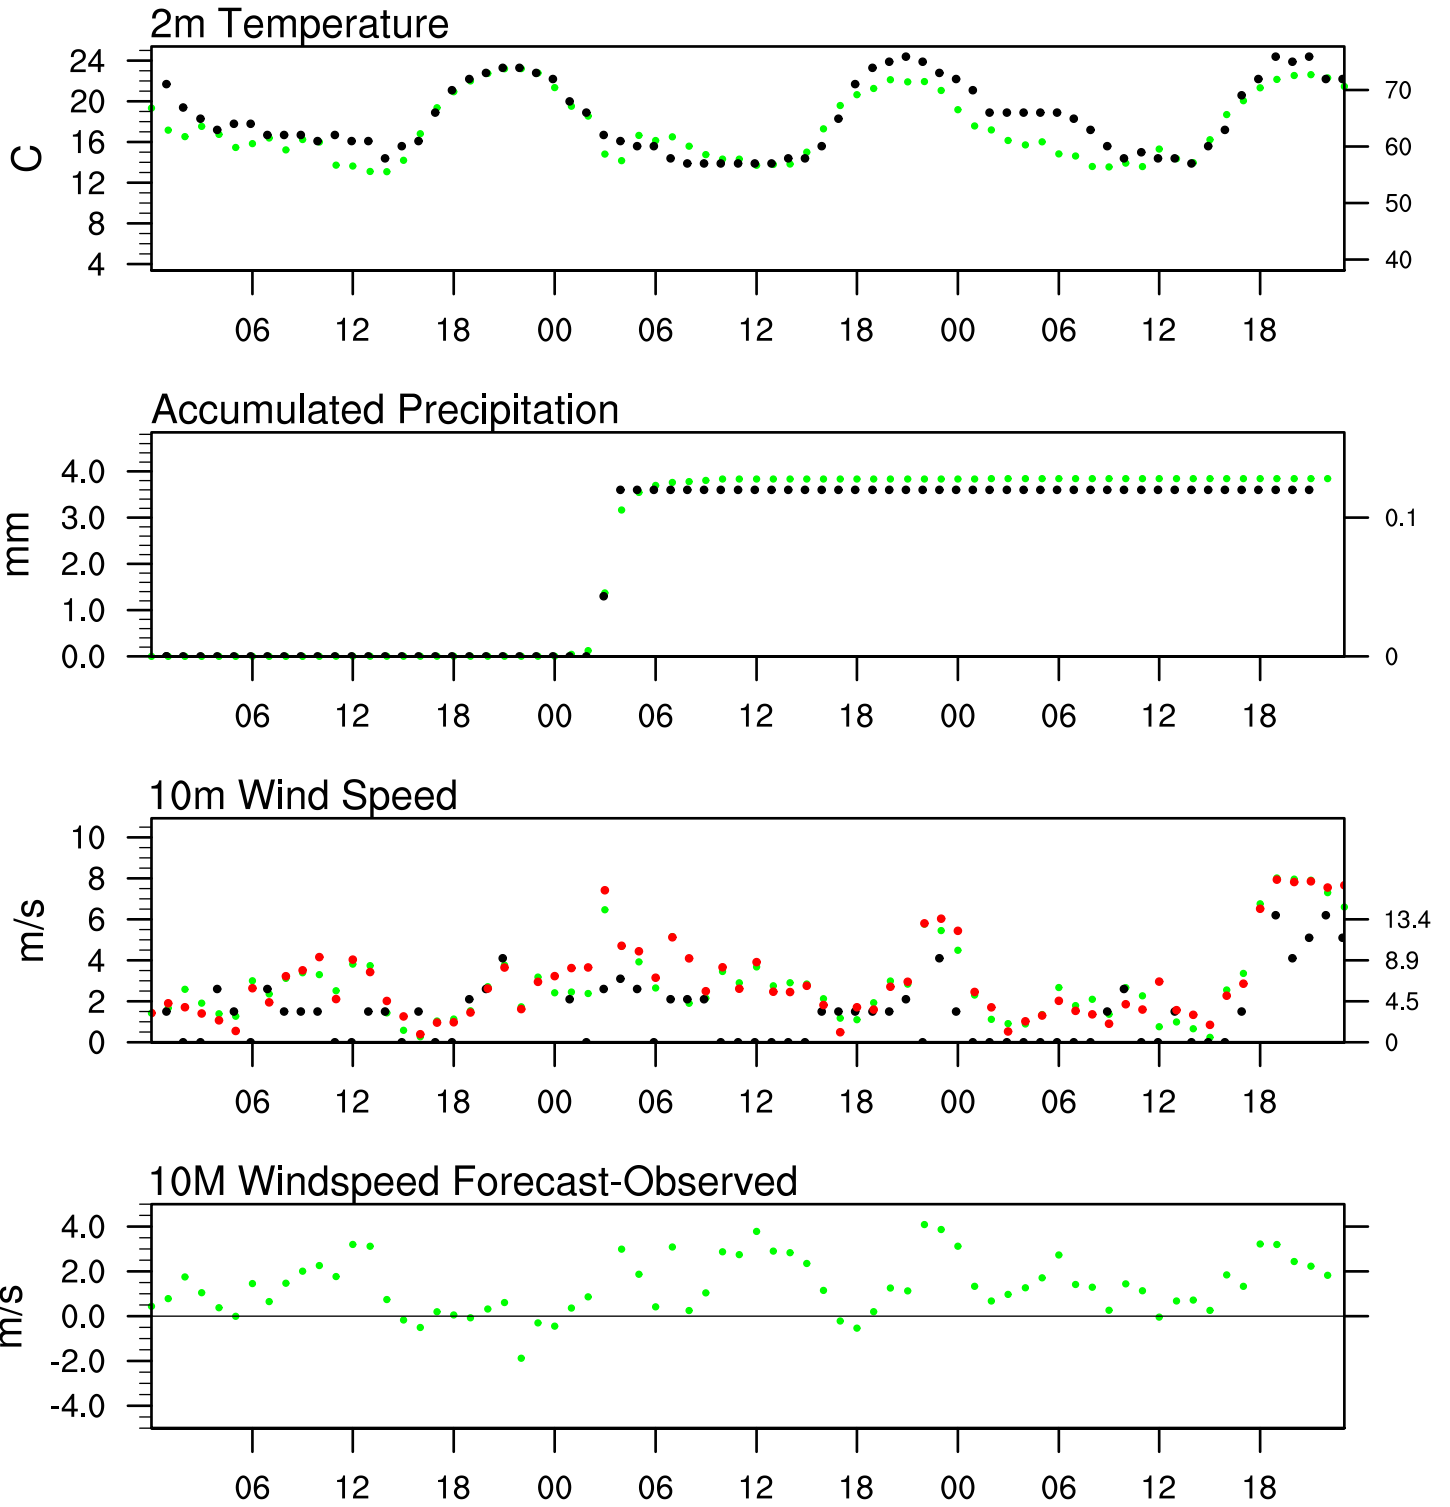 2m Temperature
24
20
16
12
8
4
C
70
60
50
40
06 12 18 00 06 12 18 00 06 12 18
Accumulated Precipitation
4.0
3.0
2.0
1.0
0.0
mm
0.1
0
06 12 18 00 06 12 18 00 06 12 18
10m Wind Speed
10
8
6
4
2
0
m/s
13.4
8.9
4.5
0
06 12 18 00 06 12 18 00 06 12 18
10M Windspeed Forecast-Observed
4.0
2.0
0.0
-2.0
-4.0
m/s
06 12 18 00 06 12 18 00 06 12 18